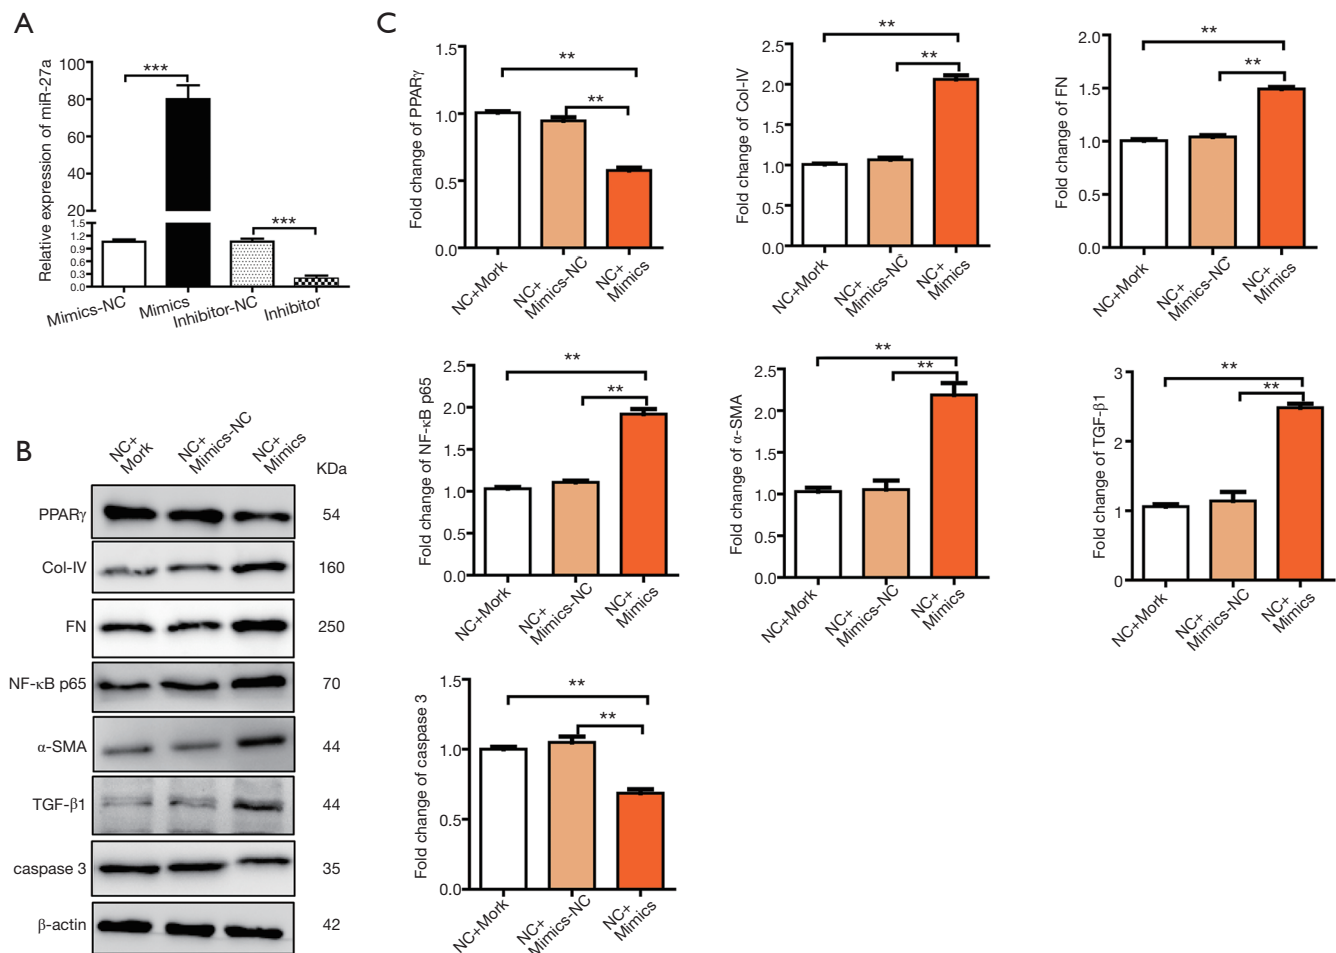 A
Relative expression of miR-27a
100
80
60
40
20
1.5
1.2
0.9
0.6
0.3
0.0
***
***
Mimics-NC
Mimics
Inhibitor-NC
Inhibitor
B
NC+
Mork
NC+
Mimics-NC
NC+
Mimics
KDa
PPARγ 54
Col-IV 160
FN 250
NF-κB p65 70
α-SMA 44
TGF-β1 44
caspase 3 35
β-actin 42
C
Fold change of PPARγ
1.5
1.0
0.5
0.0
**
**
NC+Mork
NC+
Mimics-NC
NC+
Mimics
Fold change of Col-IV
2.5
2.0
1.5
1.0
0.5
0.0
**
**
NC+Mork
NC+
Mimics-NC
NC+
Mimics
Fold change of FN
2.0
1.5
1.0
0.5
0.0
**
**
NC+Mork
NC+
Mimics-NC
NC+
Mimics
Fold change of NF-κB p65
2.5
2.0
1.5
1.0
0.5
0.0
**
**
NC+Mork
NC+
Mimics-NC
NC+
Mimics
Fold change of α-SMA
2.5
2.0
1.5
1.0
0.5
0.0
**
**
NC+Mork
NC+
Mimics-NC
NC+
Mimics
Fold change of TGF-β1
3
2
1
0
**
**
NC+Mork
NC+
Mimics-NC
NC+
Mimics
Fold change of caspase 3
1.5
1.0
0.5
0.0
**
**
NC+Mork
NC+
Mimics-NC
NC+
Mimics